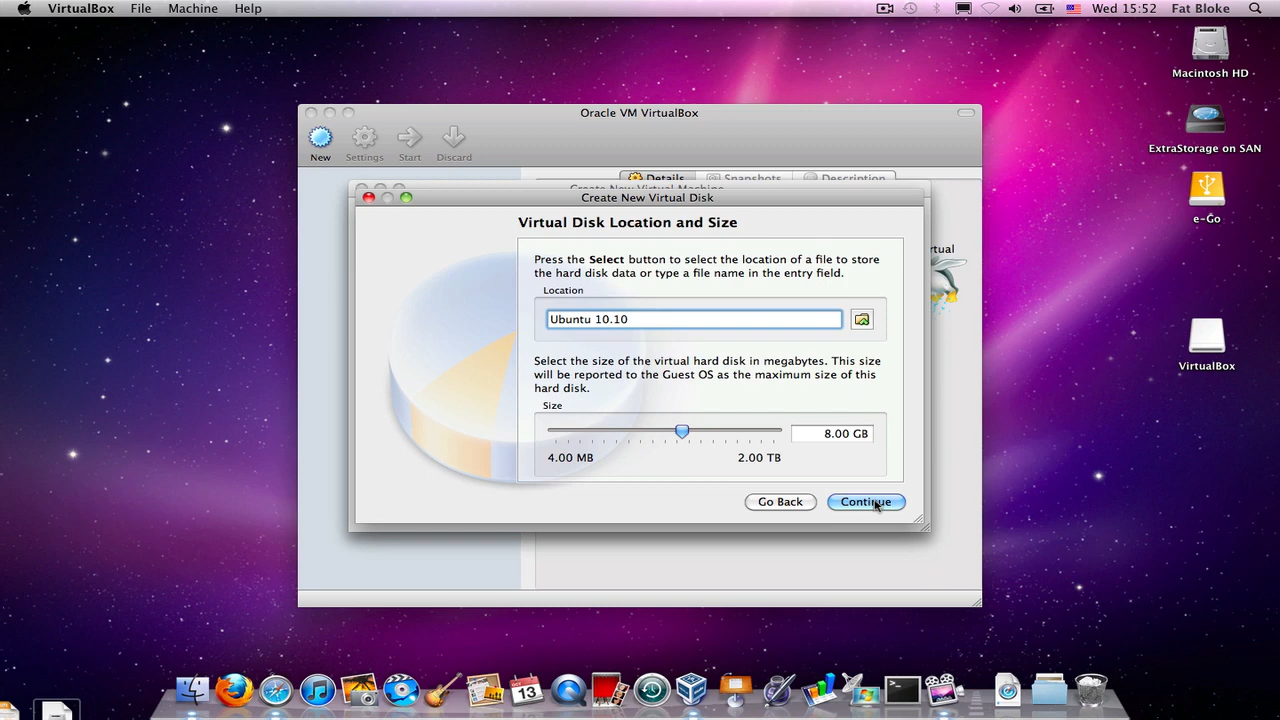 VirtualBox File Machine Help
Wed 15:52 Fat Bloke
Macintosh HD
ExtraStorage on SAN
e-Go
VirtualBox
Oracle VM VirtualBox
New Settings Start Discard
Details Snapshots Description
Create New Virtual Machine
Create New Virtual Disk
Virtual Disk Location and Size
Press the Select button to select the location of a file to store
the hard disk data or type a file name in the entry field.
Location
Ubuntu 10.10
Select the size of the virtual hard disk in megabytes. This size
will be reported to the Guest OS as the maximum size of this
hard disk.
Size
8.00 GB
4.00 MB 2.00 TB
Go Back Continue
OCT
13